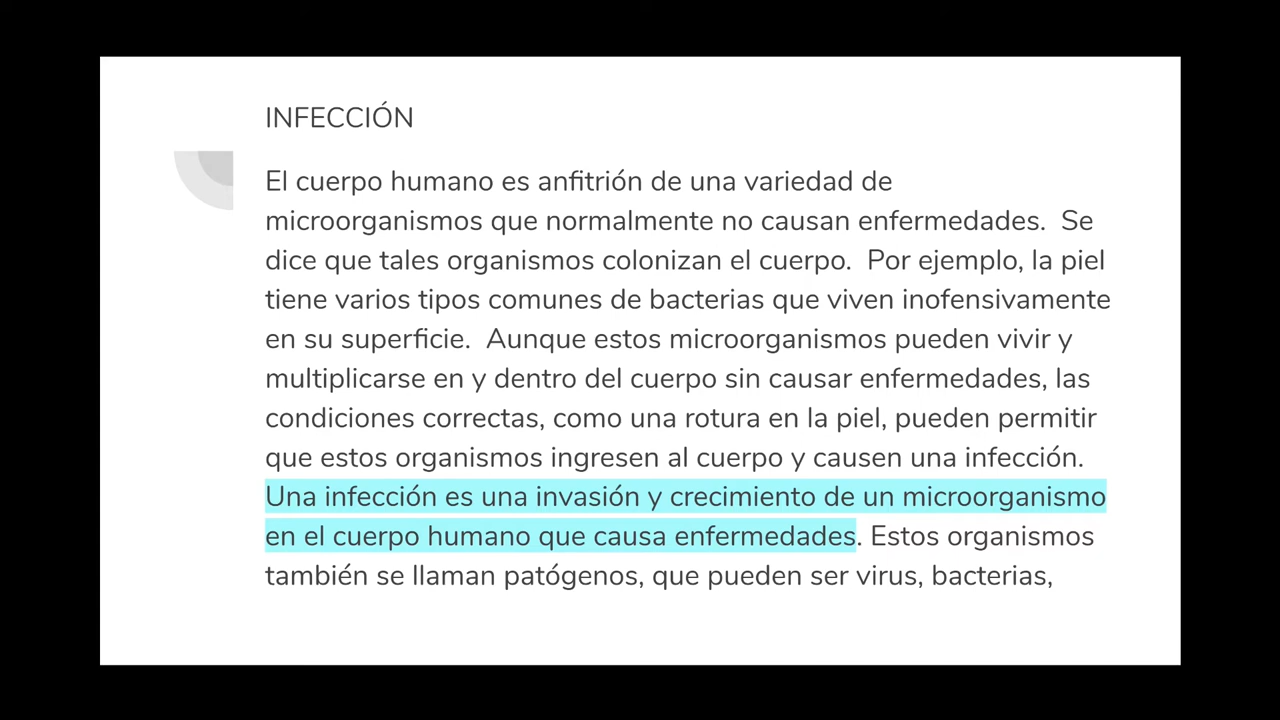 INFECCIÓN
El cuerpo humano es anfitrión de una variedad de
microorganismos que normalmente no causan enfermedades.  Se
dice que tales organismos colonizan el cuerpo.  Por ejemplo, la piel
tiene varios tipos comunes de bacterias que viven inofensivamente
en su superficie.  Aunque estos microorganismos pueden vivir y
multiplicarse en y dentro del cuerpo sin causar enfermedades, las
condiciones correctas, como una rotura en la piel, pueden permitir
que estos organismos ingresen al cuerpo y causen una infección.
Una infección es una invasión y crecimiento de un microorganismo
en el cuerpo humano que causa enfermedades. Estos organismos
también se llaman patógenos, que pueden ser virus, bacterias,